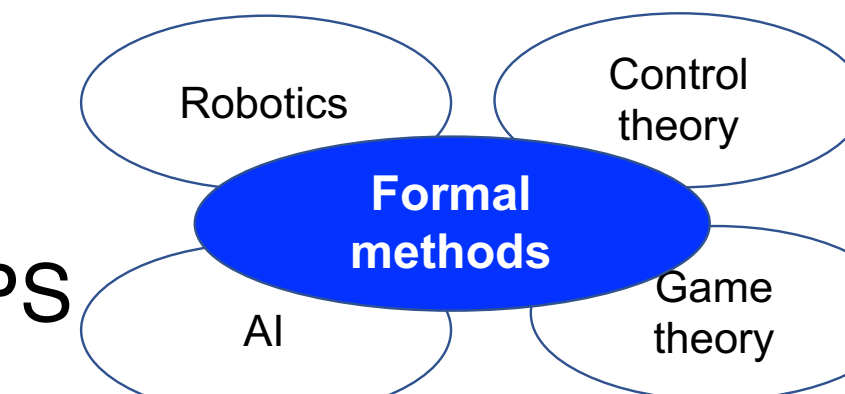 Robotics
Control
theory
Formal
methods
PS
AI
Game
theory